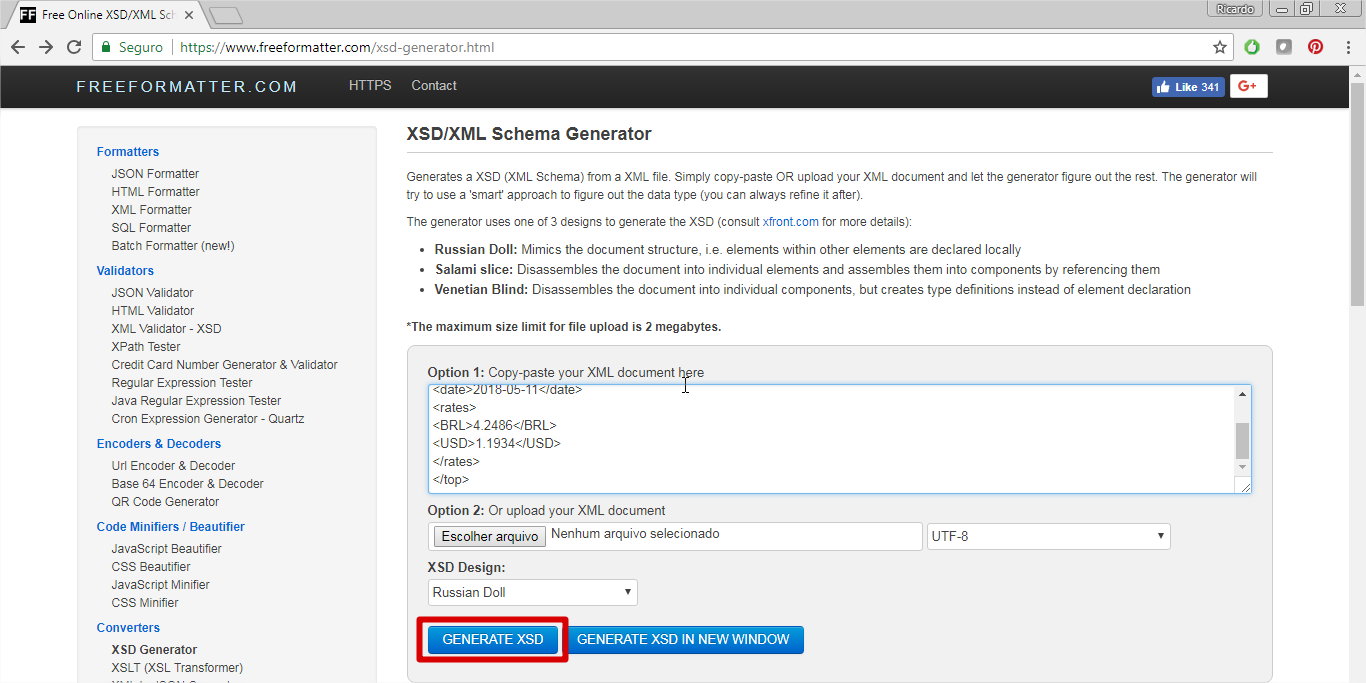 Free Online XSD/XML Sch
Ricardo
Seguro
https://www.freeformatter.com/xsd-generator.html
FREEFORMATTER.COM
HTTPS
Contact
Like 341
G+
Formatters
JSON Formatter
HTML Formatter
XML Formatter
SQL Formatter
Batch Formatter (new!)
Validators
JSON Validator
HTML Validator
XML Validator - XSD
XPath Tester
Credit Card Number Generator & Validator
Regular Expression Tester
Java Regular Expression Tester
Cron Expression Generator - Quartz
Encoders & Decoders
Url Encoder & Decoder
Base 64 Encoder & Decoder
QR Code Generator
Code Minifiers / Beautifier
JavaScript Beautifier
CSS Beautifier
JavaScript Minifier
CSS Minifier
Converters
XSD Generator
XSLT (XSL Transformer)
XSD/XML Schema Generator
Generates a XSD (XML Schema) from a XML file. Simply copy-paste OR upload your XML document and let the generator figure out the rest. The generator will
try to use a 'smart' approach to figure out the data type (you can always refine it after).
The generator uses one of 3 designs to generate the XSD (consult xfront.com for more details):
Russian Doll: Mimics the document structure, i.e. elements within other elements are declared locally
Salami slice: Disassembles the document into individual elements and assembles them into components by referencing them
Venetian Blind: Disassembles the document into individual components, but creates type definitions instead of element declaration
*The maximum size limit for file upload is 2 megabytes.
Option 1: Copy-paste your XML document here
<date>2018-05-11</date>
<rates>
<BRL>4.2486</BRL>
<USD>1.1934</USD>
</rates>
</top>
Option 2: Or upload your XML document
Escolher arquivo
Nenhum arquivo selecionado
UTF-8
XSD Design:
Russian Doll
GENERATE XSD
GENERATE XSD IN NEW WINDOW